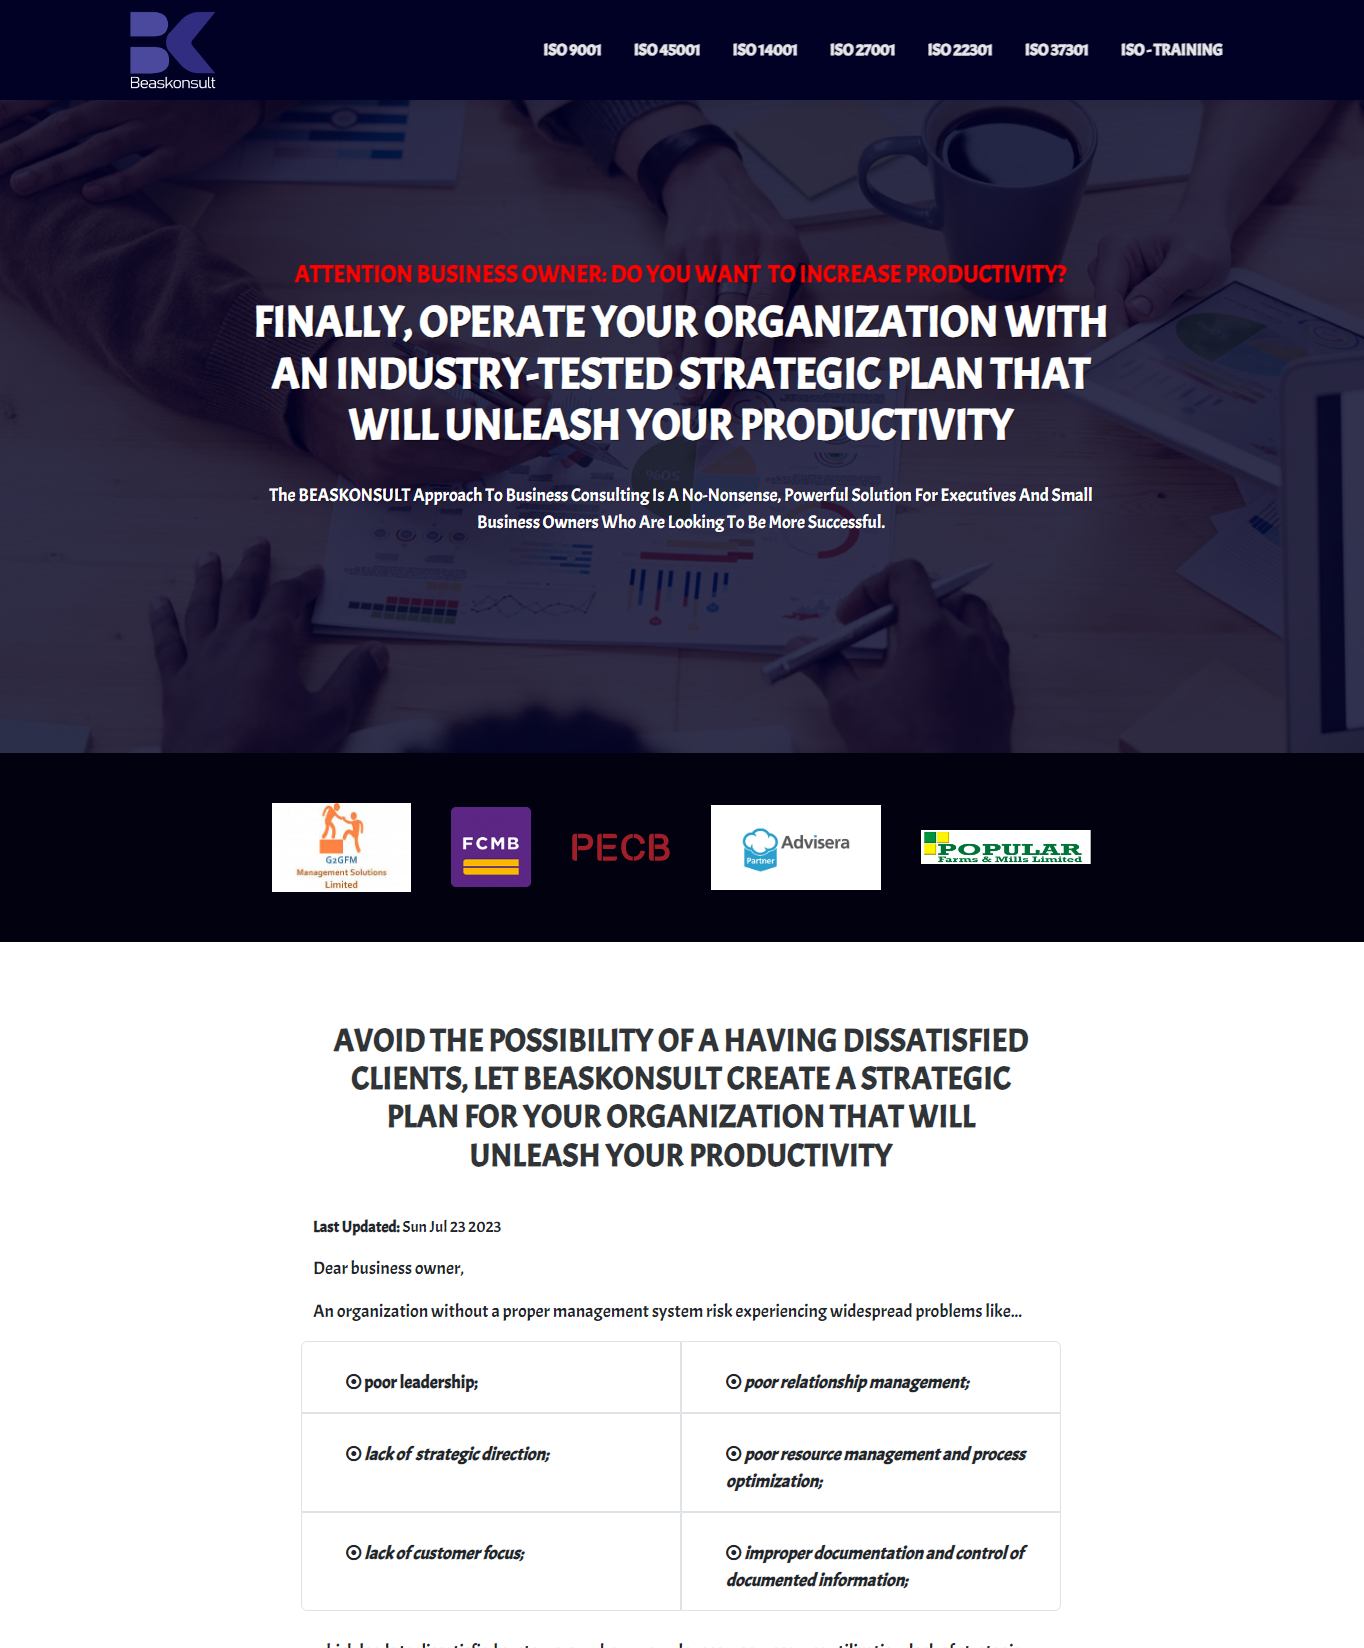 Beaskonsult
ISO 9001 ISO 45001 ISO 14001 ISO 27001 ISO 22301 ISO 37301 ISO - TRAINING
ATTENTION BUSINESS OWNER: DO YOU WANT TO INCREASE PRODUCTIVITY?
FINALLY, OPERATE YOUR ORGANIZATION WITH
AN INDUSTRY-TESTED STRATEGIC PLAN THAT
WILL UNLEASH YOUR PRODUCTIVITY
The BEASKONSULT Approach To Business Consulting Is A No-Nonsense, Powerful Solution For Executives And Small
Business Owners Who Are Looking To Be More Successful.
G2GFM
Management Solutions
Limited
FCMB
PECB
Advisera
Partner
POPULAR
Farms & Mills Limited
AVOID THE POSSIBILITY OF A HAVING DISSATISFIED
CLIENTS, LET BEASKONSULT CREATE A STRATEGIC
PLAN FOR YOUR ORGANIZATION THAT WILL
UNLEASH YOUR PRODUCTIVITY
Last Updated: Sun Jul 23 2023
Dear business owner,
An organization without a proper management system risk experiencing widespread problems like...
poor leadership;
poor relationship management;
lack of strategic direction;
poor resource management and process
optimization;
lack of customer focus;
improper documentation and control of
documented information;